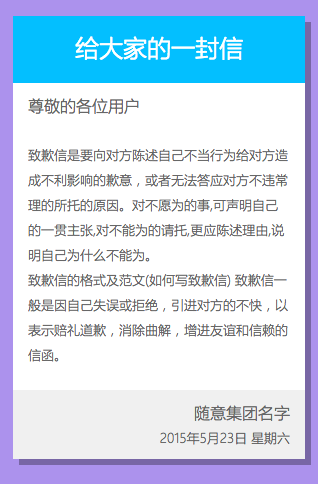 给大家的一封信
尊敬的各位用户
致歉信是要向对方陈述自己不当行为给对方造
成不利影响的歉意，或者无法答应对方不违常
理的所托的原因。对不愿为的事,可声明自己
的一贯主张,对不能为的请托,更应陈述理由,说
明自己为什么不能为。
致歉信的格式及范文(如何写致歉信) 致歉信一
般是因自己失误或拒绝，引进对方的不快，以
表示赔礼道歉，消除曲解，增进友谊和信赖的
信函。
随意集团名字
2015年5月23日 星期六